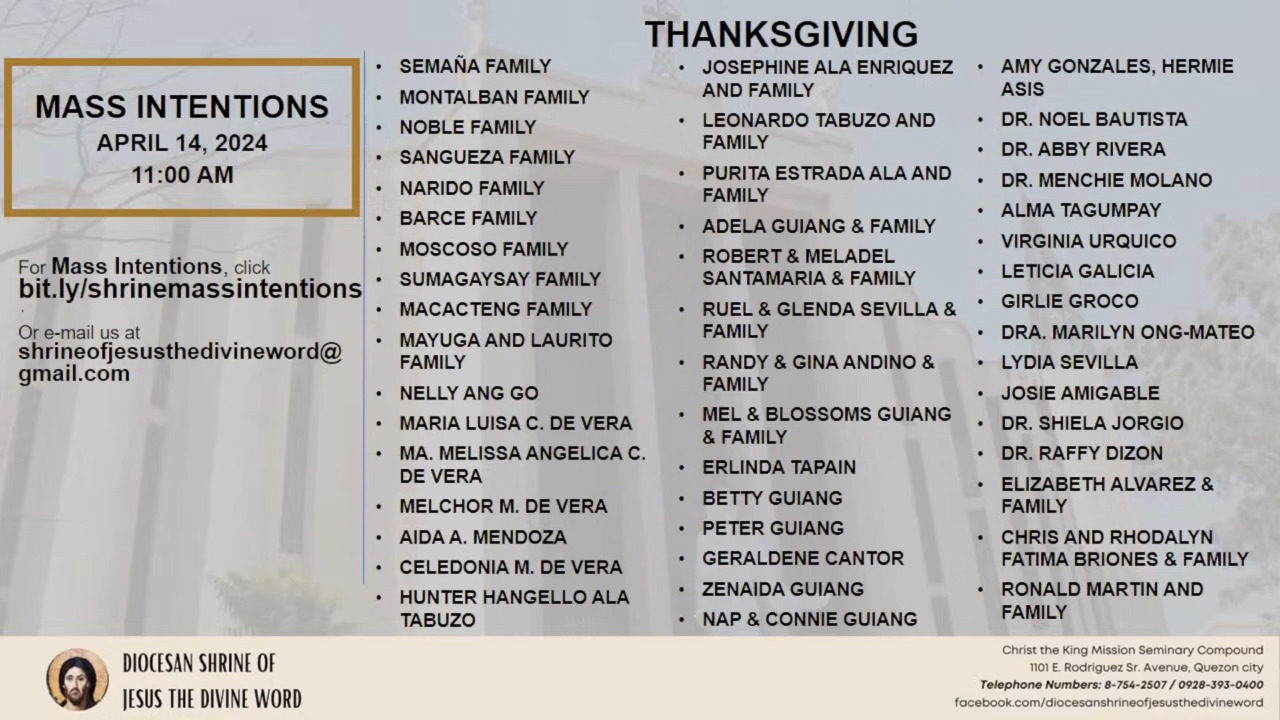 THANKSGIVING
MASS INTENTIONS
APRIL 14, 2024
11:00 AM
For Mass Intentions, click
bit.ly/shrinemassintentions
.
Or e-mail us at
shrineofjesusthedivineword@
gmail.com
• SEMAÑA FAMILY
• MONTALBAN FAMILY
• NOBLE FAMILY
• SANGUEZA FAMILY
• NARIDO FAMILY
• BARCE FAMILY
• MOSCOSO FAMILY
• SUMAGAYSAY FAMILY
• MACACTENG FAMILY
• MAYUGA AND LAURITO
FAMILY
• NELLY ANG GO
• MARIA LUISA C. DE VERA
• MA. MELISSA ANGELICA C.
DE VERA
• MELCHOR M. DE VERA
• AIDA A. MENDOZA
• CELEDONIA M. DE VERA
• HUNTER HANGELLO ALA
TABUZO
• JOSEPHINE ALA ENRIQUEZ
AND FAMILY
• LEONARDO TABUZO AND
FAMILY
• PURITA ESTRADA ALA AND
FAMILY
• ADELA GUIANG & FAMILY
• ROBERT & MELADEL
SANTAMARIA & FAMILY
• RUEL & GLENDA SEVILLA &
FAMILY
• RANDY & GINA ANDINO &
FAMILY
• MEL & BLOSSOMS GUIANG
& FAMILY
• ERLINDA TAPAIN
• BETTY GUIANG
• PETER GUIANG
• GERALDENE CANTOR
• ZENAIDA GUIANG
• NAP & CONNIE GUIANG
• AMY GONZALES, HERMIE
ASIS
• DR. NOEL BAUTISTA
• DR. ABBY RIVERA
• DR. MENCHIE MOLANO
• ALMA TAGUMPAY
• VIRGINIA URQUICO
• LETICIA GALICIA
• GIRLIE GROCO
• DRA. MARILYN ONG-MATEO
• LYDIA SEVILLA
• JOSIE AMIGABLE
• DR. SHIELA JORGIO
• DR. RAFFY DIZON
• ELIZABETH ALVAREZ &
FAMILY
• CHRIS AND RHODALYN
FATIMA BRIONES & FAMILY
• RONALD MARTIN AND
FAMILY
DIOCESAN SHRINE OF
JESUS THE DIVINE WORD
Christ the King Mission Seminary Compound
1101 E. Rodriguez Sr. Avenue, Quezon city
Telephone Numbers: 8-754-2507 / 0928-393-0400
facebook.com/diocesanshrineofjesusthedivineword